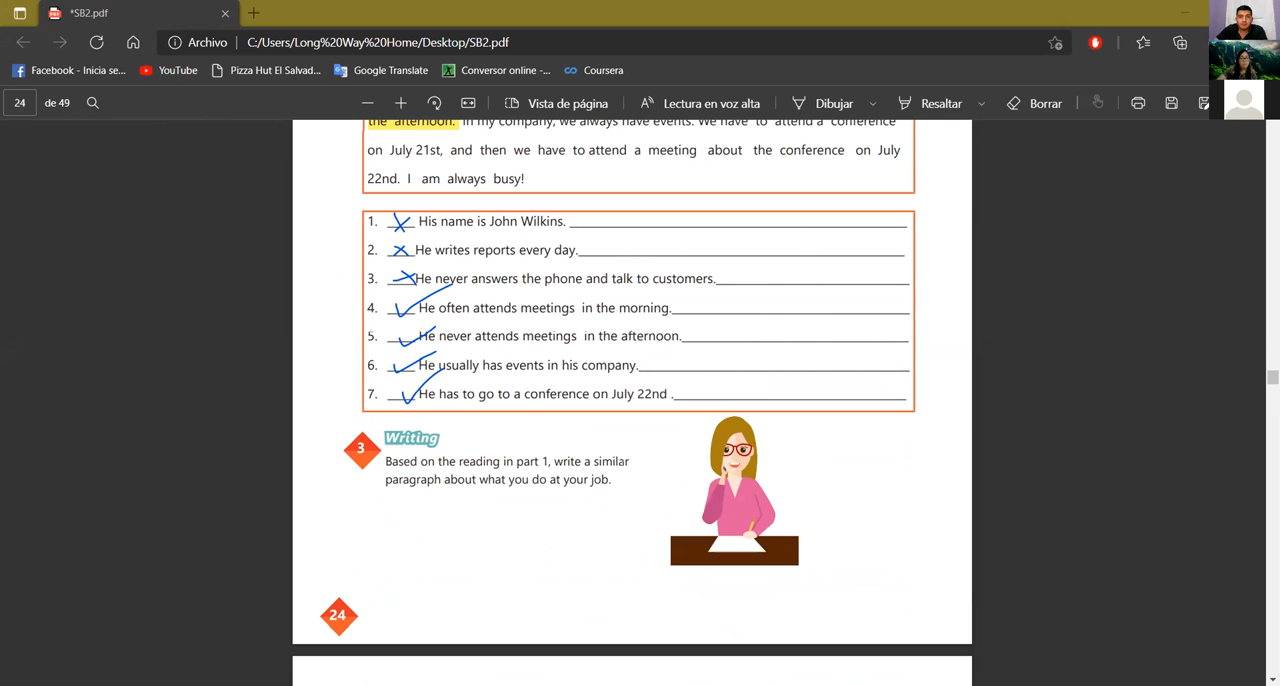 *SB2.pdf
Archivo C:/Users/Long%20Way%20Home/Desktop/SB2.pdf
Facebook - Inicia se... YouTube Pizza Hut El Salvad... Google Translate Conversor online -... Coursera
24 de 49 Vista de página Lectura en voz alta Dibujar Resaltar Borrar
the afternoon. In my company, we always have events. We have to attend a conference
on July 21st, and then we have to attend a meeting about the conference on July
22nd. I am always busy!
1. ____ His name is John Wilkins.
2. ____He writes reports every day.
3. ____He never answers the phone and talk to customers.
4. ____ He often attends meetings in the morning.
5. ____ He never attends meetings in the afternoon.
6. ____ He usually has events in his company.
7. ____ He has to go to a conference on July 22nd .
3 Writing
Based on the reading in part 1, write a similar
paragraph about what you do at your job.
24